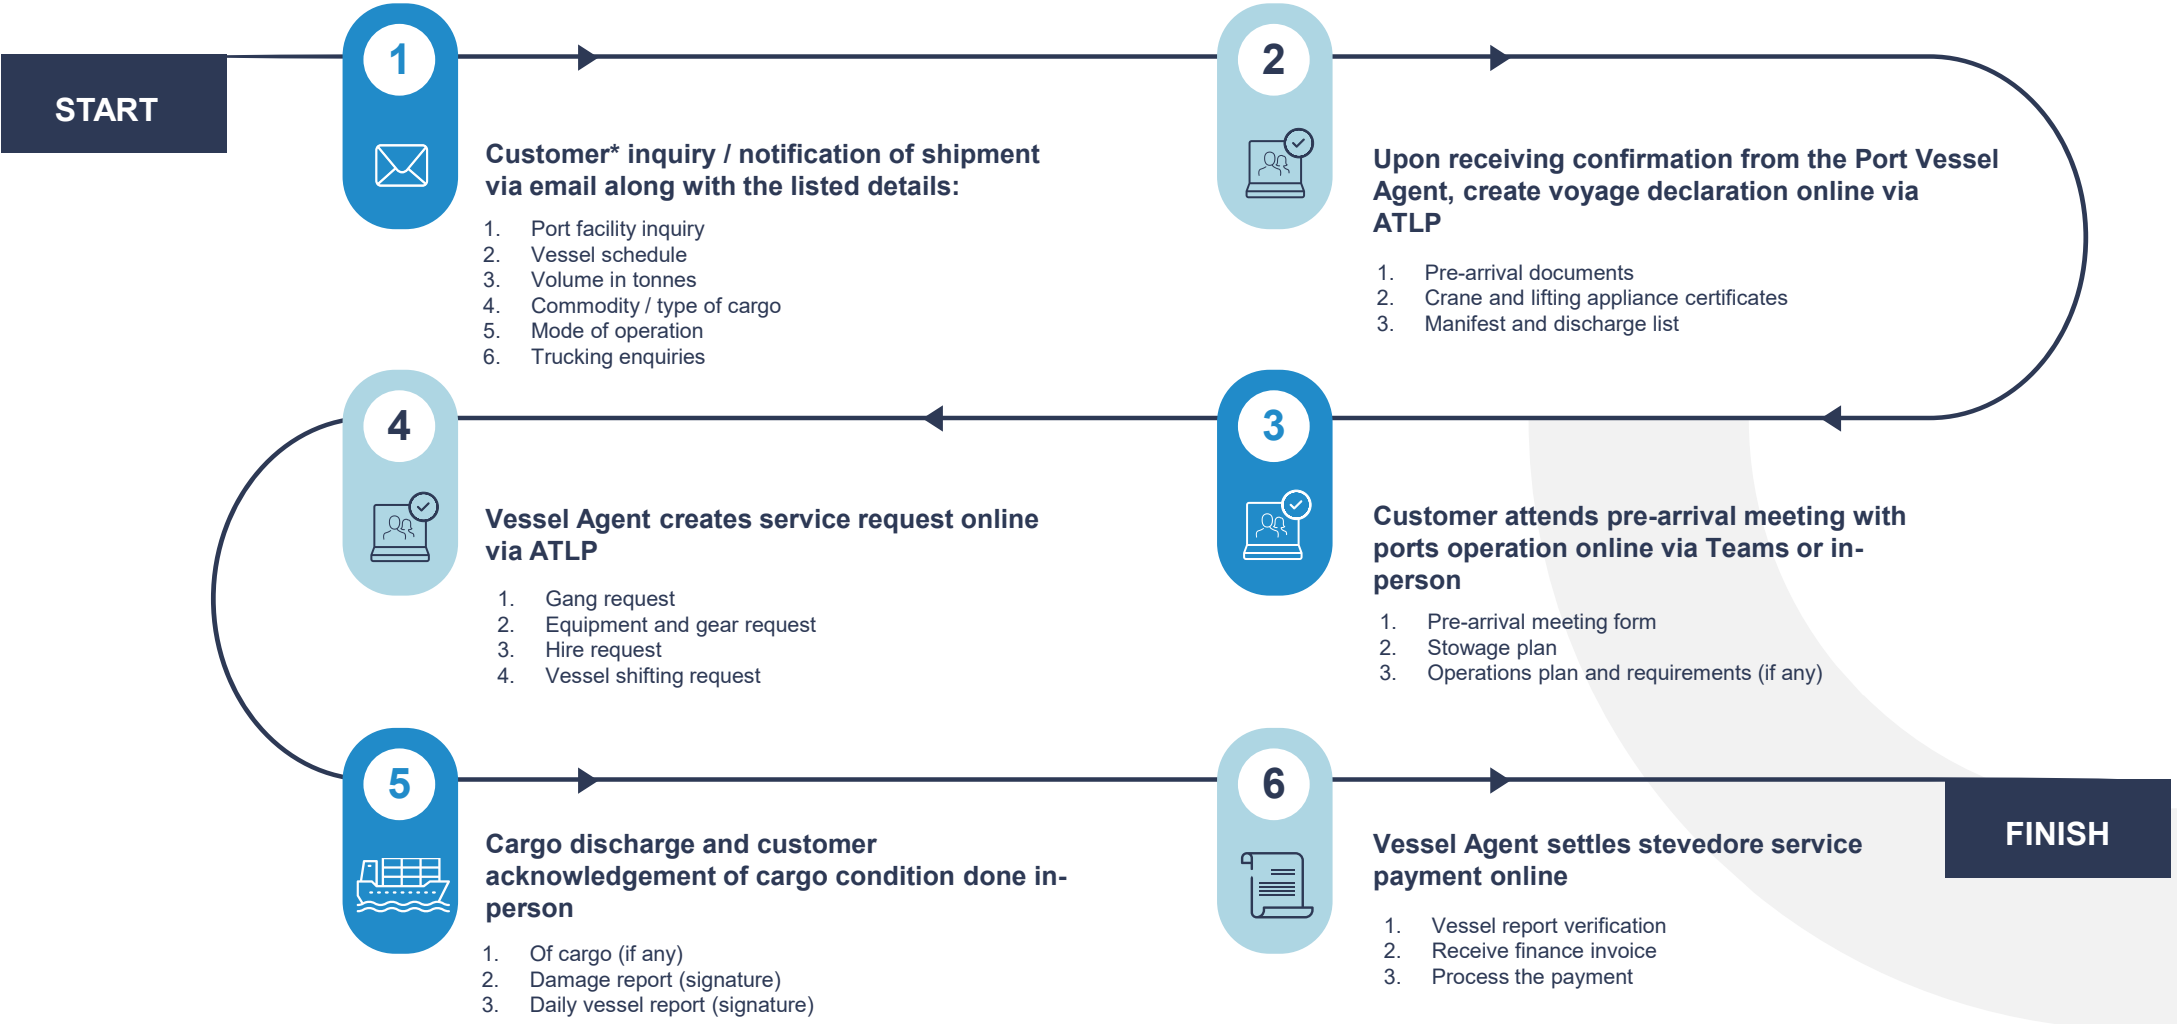 START
1
Customer* inquiry / notification of shipment
via email along with the listed details:
1. Port facility inquiry
2. Vessel schedule
3. Volume in tonnes
4. Commodity / type of cargo
5. Mode of operation
6. Trucking enquiries
2
Upon receiving confirmation from the Port Vessel
Agent, create voyage declaration online via
ATLP
1. Pre-arrival documents
2. Crane and lifting appliance certificates
3. Manifest and discharge list
3
Customer attends pre-arrival meeting with
ports operation online via Teams or in-
person
1. Pre-arrival meeting form
2. Stowage plan
3. Operations plan and requirements (if any)
4
Vessel Agent creates service request online
via ATLP
1. Gang request
2. Equipment and gear request
3. Hire request
4. Vessel shifting request
5
Cargo discharge and customer
acknowledgement of cargo condition done in-
person
1. Of cargo (if any)
2. Damage report (signature)
3. Daily vessel report (signature)
6
Vessel Agent settles stevedore service
payment online
1. Vessel report verification
2. Receive finance invoice
3. Process the payment
FINISH